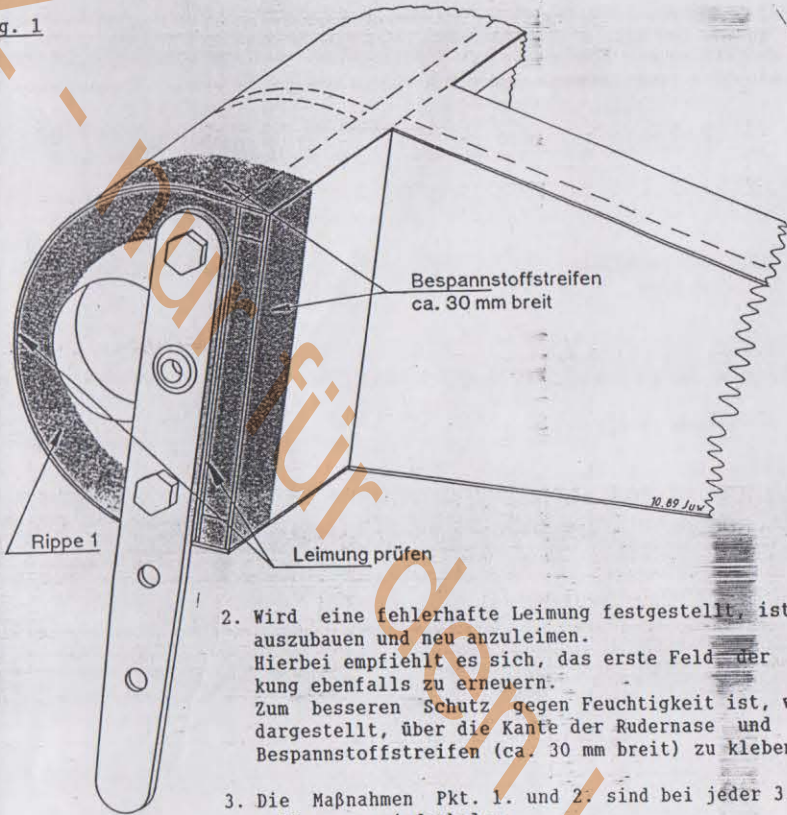 g. 1
Bespannstoffstreifen
ca. 30 mm breit
10.89 Juw
Rippe 1
Leimung prüfen
2. Wird eine fehlerhafte Leimung festgestellt, ist
auszubauen und neu anzuleimen.
Hierbei empfiehlt es sich, das erste Feld der
kung ebenfalls zu erneuern.
Zum besseren Schutz gegen Feuchtigkeit ist,
dargestellt, über die Kante der Rudernase und
Bespannstoffstreifen (ca. 30 mm breit) zu kleben
3. Die Maßnahmen Pkt. 1. und 2. sind bei jeder 3
- nur für den